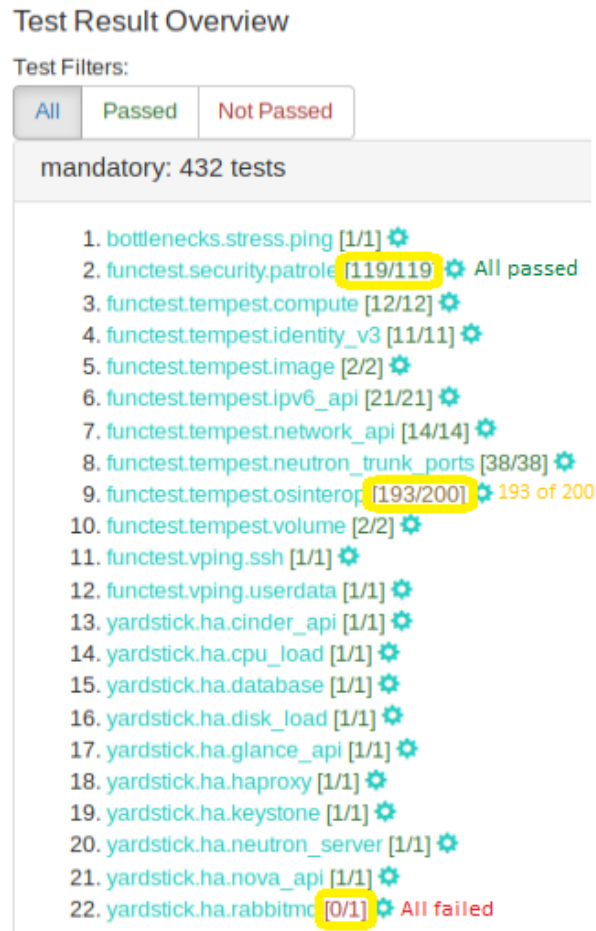 Test Result Overview
Test Filters:
All Passed Not Passed
mandatory: 432 tests
1. bottlenecks.stress.ping [1/1]
2. functest.security.patrole [119/119] All passed
3. functest.tempest.compute [12/12]
4. functest.tempest.identity_v3 [11/11]
5. functest.tempest.image [2/2]
6. functest.tempest.ipv6_api [21/21]
7. functest.tempest.network_api [14/14]
8. functest.tempest.neutron_trunk_ports [38/38]
9. functest.tempest.osinterop [193/200] 193 of 200
10. functest.tempest.volume [2/2]
11. functest.vping.ssh [1/1]
12. functest.vping.userdata [1/1]
13. yardstick.ha.cinder_api [1/1]
14. yardstick.ha.cpu_load [1/1]
15. yardstick.ha.database [1/1]
16. yardstick.ha.disk_load [1/1]
17. yardstick.ha.glance_api [1/1]
18. yardstick.ha.haproxy [1/1]
19. yardstick.ha.keystone [1/1]
20. yardstick.ha.neutron_server [1/1]
21. yardstick.ha.nova_api [1/1]
22. yardstick.ha.rabbitmq [0/1] All failed